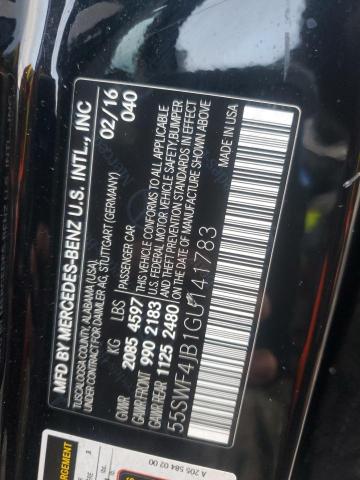 MFD BY MERCEDES-BENZ U.S. INTL., INC
TUSCALOOSA COUNTY, ALABAMA (USA),
UNDER LICENSE BY DAIMLER AG, STUTTGART (GERMANY)
02/16
040
KG LBS PASSENGER CAR
GVWR 2085 4597
GAWR/FRONT 990 2183
GAWR/REAR 1125 2480
THIS VEHICLE CONFORMS TO ALL APPLICABLE
U.S. FEDERAL MOTOR VEHICLE SAFETY, BUMPER
AND THEFT PREVENTION STANDARDS IN EFFECT
ON THE DATE OF MANUFACTURE SHOWN ABOVE.
55SWF4JB1GU141783
MADE IN USA
A 205 584 02 00